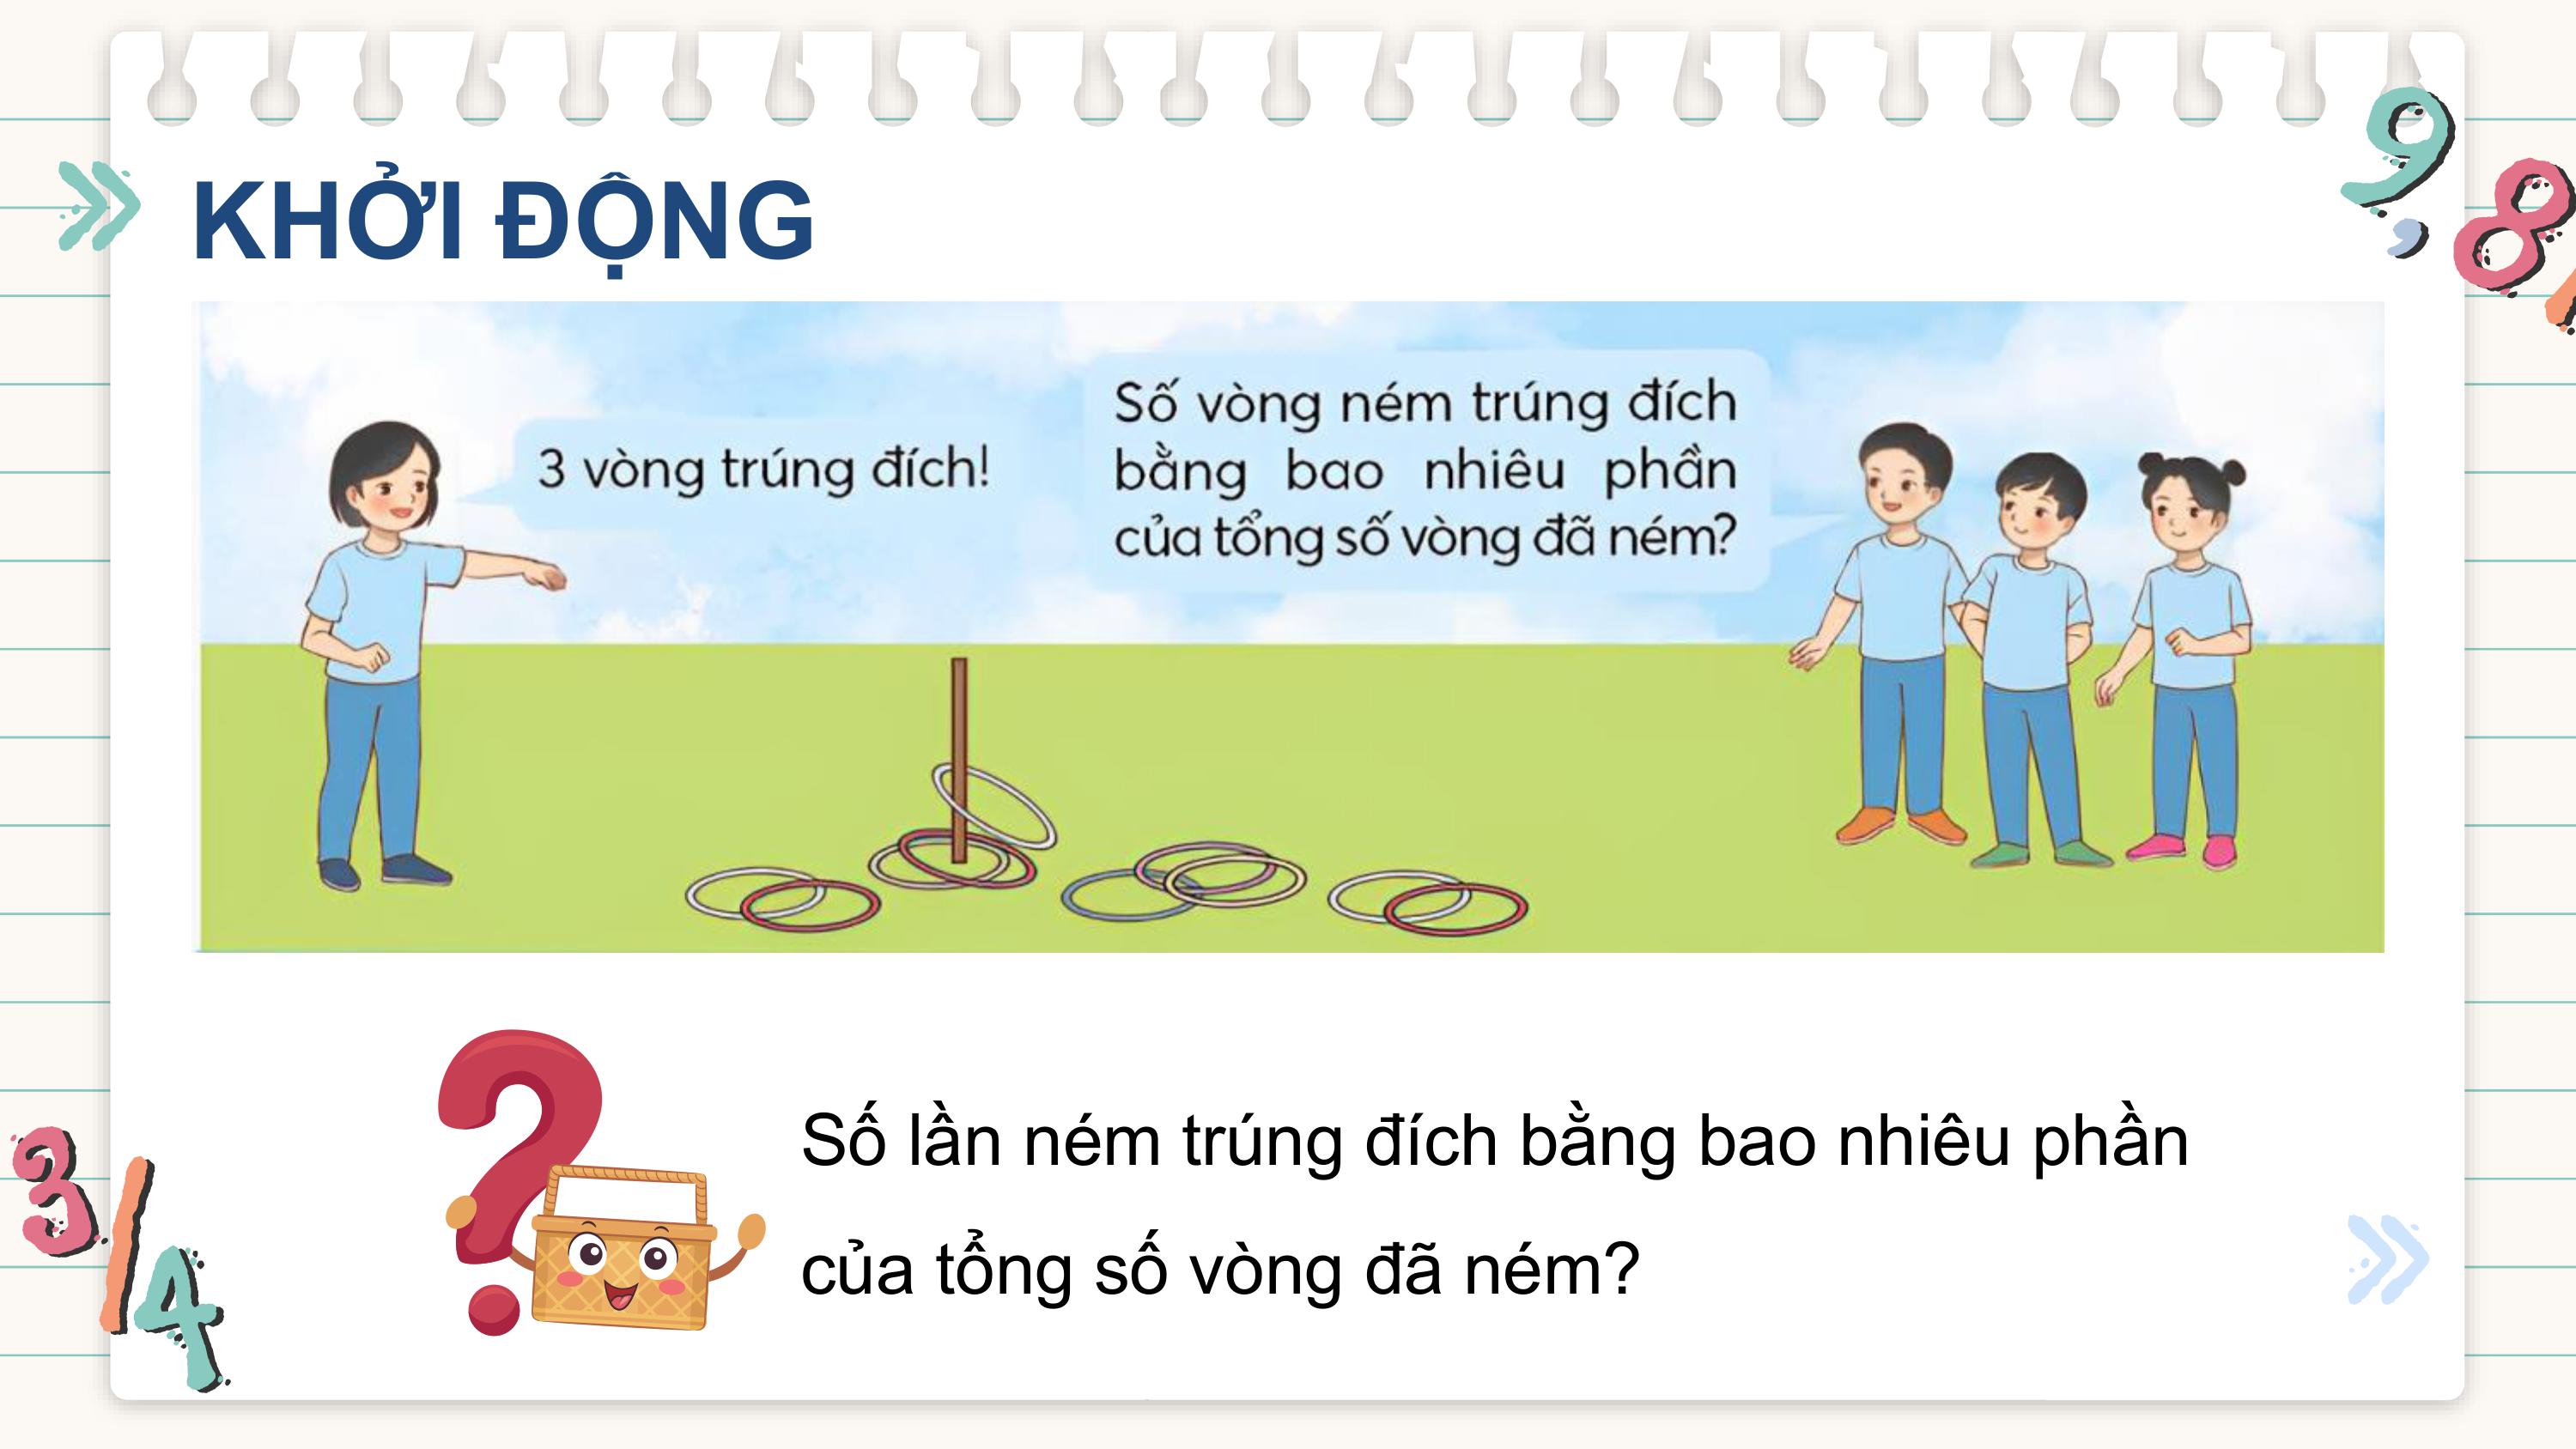 KHỞI ĐỘNG
3 vòng trúng đích!
Số vòng ném trúng đích
bằng bao nhiêu phần
của tổng số vòng đã ném?
Số lần ném trúng đích bằng bao nhiêu phần
của tổng số vòng đã ném?
9
,
8
3/4